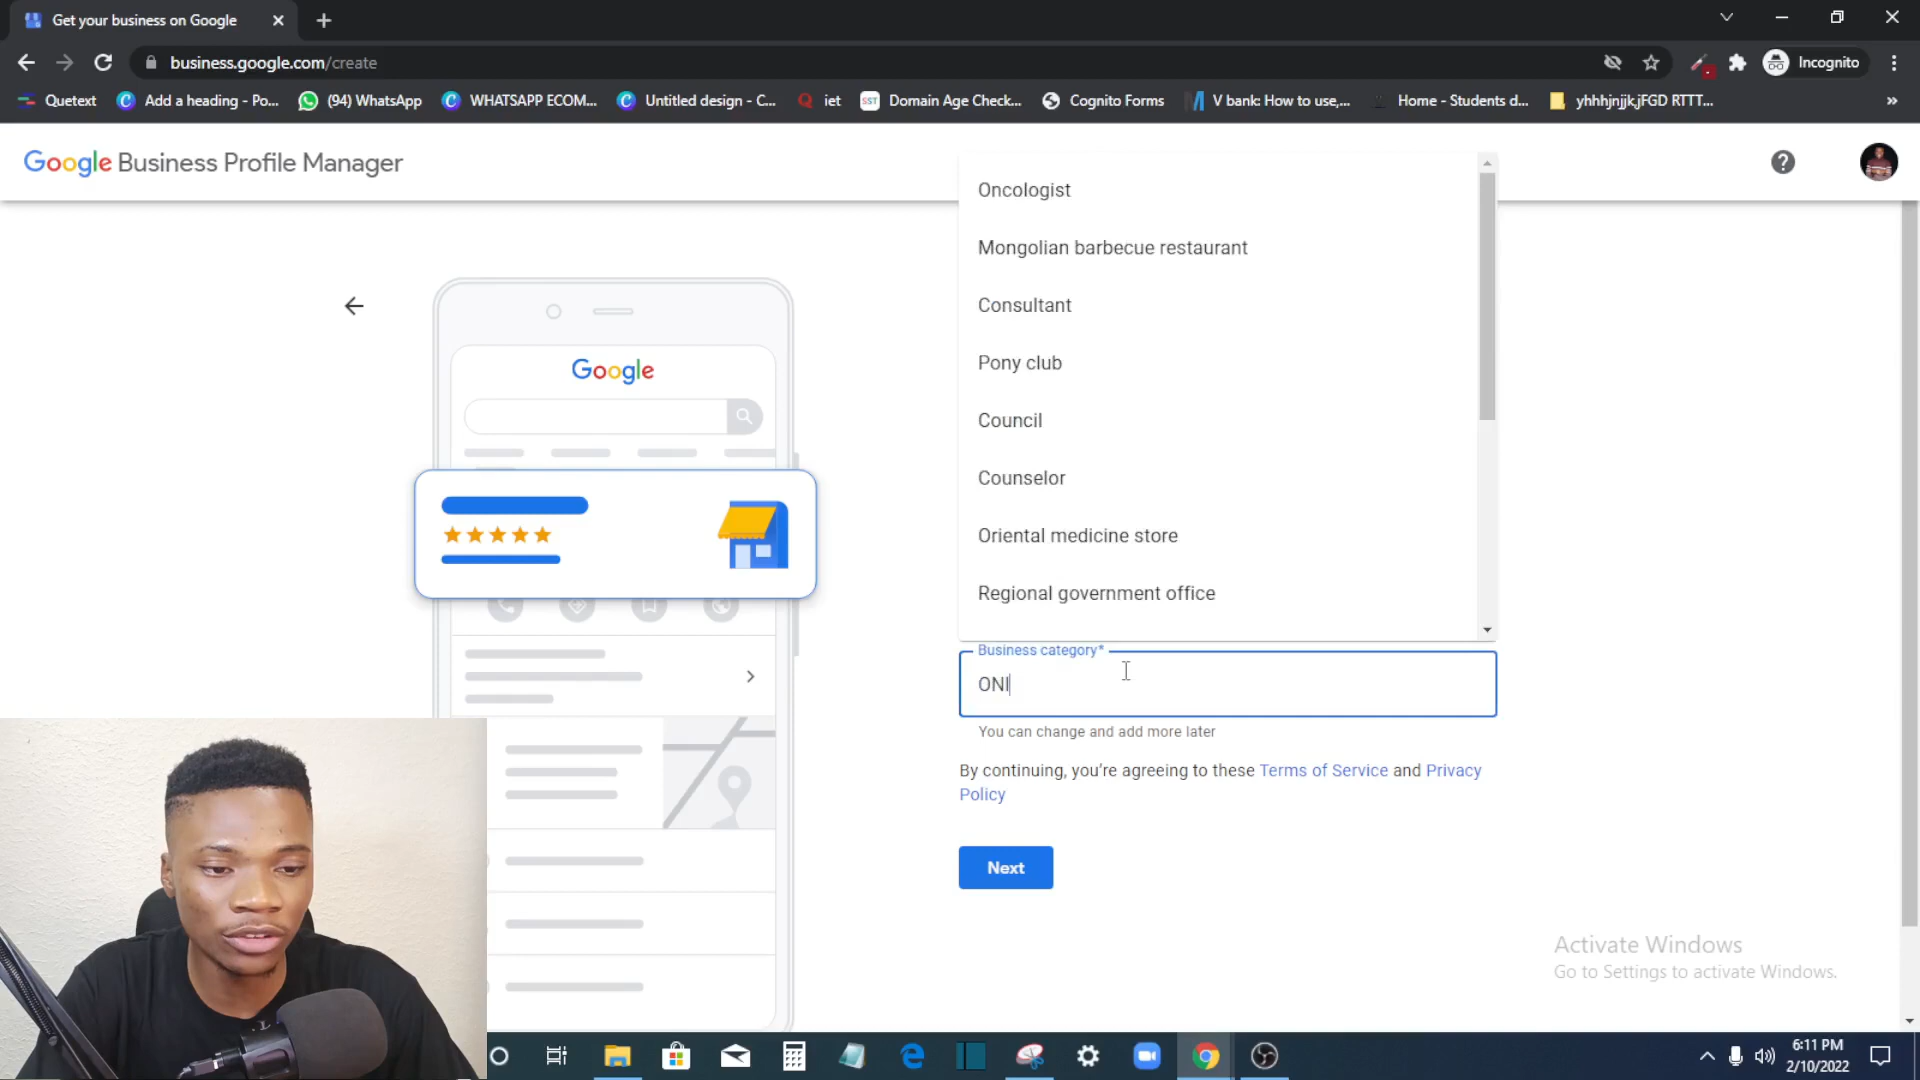 Get your business on Google
business.google.com/create
Incognito
Quetext
Add a heading - Po...
(94) WhatsApp
WHATSAPP ECOM...
Untitled design - C...
iet
SST
Domain Age Check...
Cognito Forms
V bank: How to use,...
Home - Students d...
yhhhjnjjk,jFGD RTTT...
Google Business Profile Manager
Oncologist
Mongolian barbecue restaurant
Consultant
Pony club
Council
Counselor
Oriental medicine store
Regional government office
Google
Business category*
ONI
You can change and add more later
By continuing, you're agreeing to these Terms of Service and Privacy
Policy
Next
Activate Windows
Go to Settings to activate Windows.
6:11 PM
2/10/2022